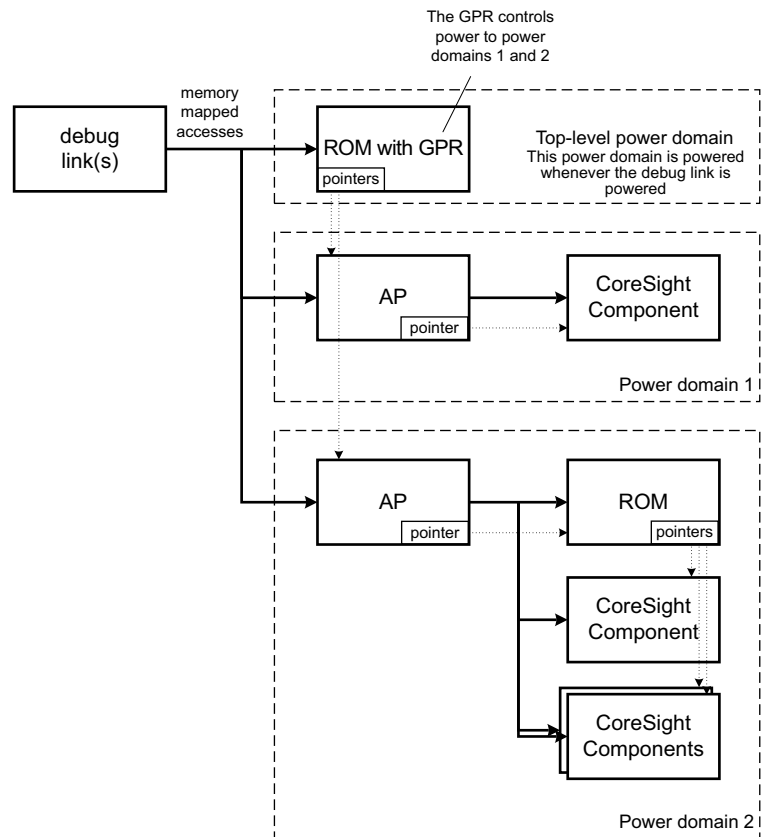 The GPR controls
power to power
domains 1 and 2
debug
link(s)
memory
mapped
accesses
ROM with GPR
pointers
Top-level power domain
This power domain is powered
whenever the debug link is
powered
AP
pointer
CoreSight
Component
Power domain 1
AP
pointer
ROM
pointers
CoreSight
Component
CoreSight
Components
Power domain 2